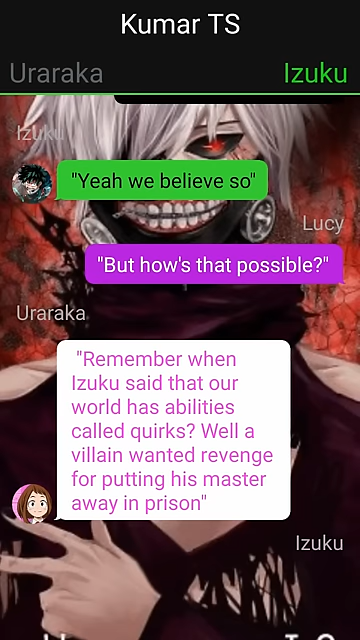 Kumar TS
Uraraka Izuku
Izuku
"Yeah we believe so"
Lucy
"But how's that possible?"
Uraraka
"Remember when
Izuku said that our
world has abilities
called quirks? Well a
villain wanted revenge
for putting his master
away in prison"
Izuku